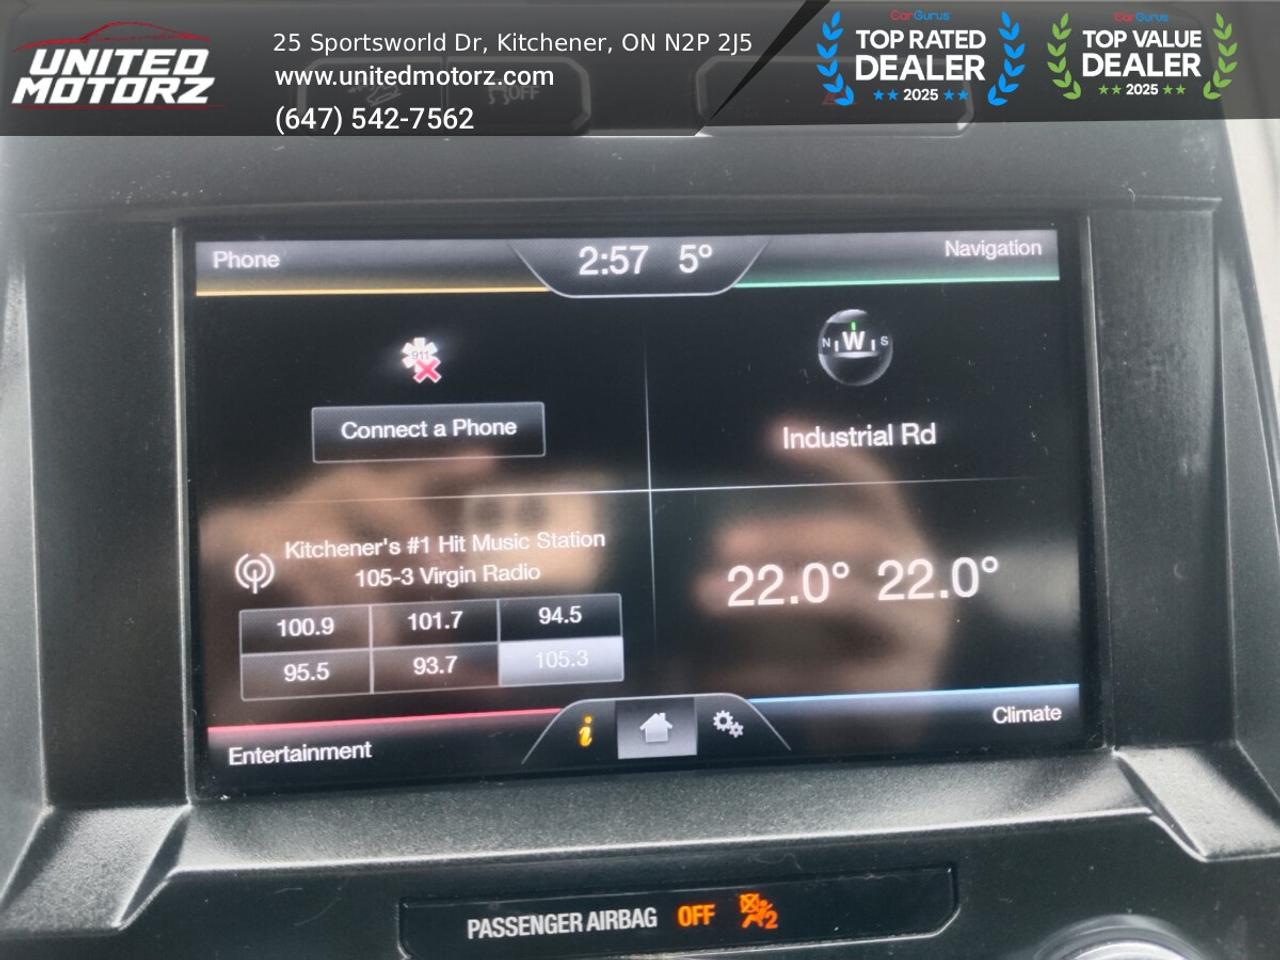 UNITED
MOTORZ
25 Sportsworld Dr, Kitchener, ON N2P 2J5
www.unitedmotorz.com
(647) 542-7562
CarGurus
TOP RATED
DEALER
2025
CarGurus
TOP VALUE
DEALER
2025
OFF
Phone
2:57 5°
Navigation
911
Connect a Phone
N W S
Industrial Rd
Kitchener's #1 Hit Music Station
105-3 Virgin Radio
100.9 101.7 94.5
95.5 93.7 105.3
22.0° 22.0°
Entertainment
i
Climate
PASSENGER AIRBAG OFF 2